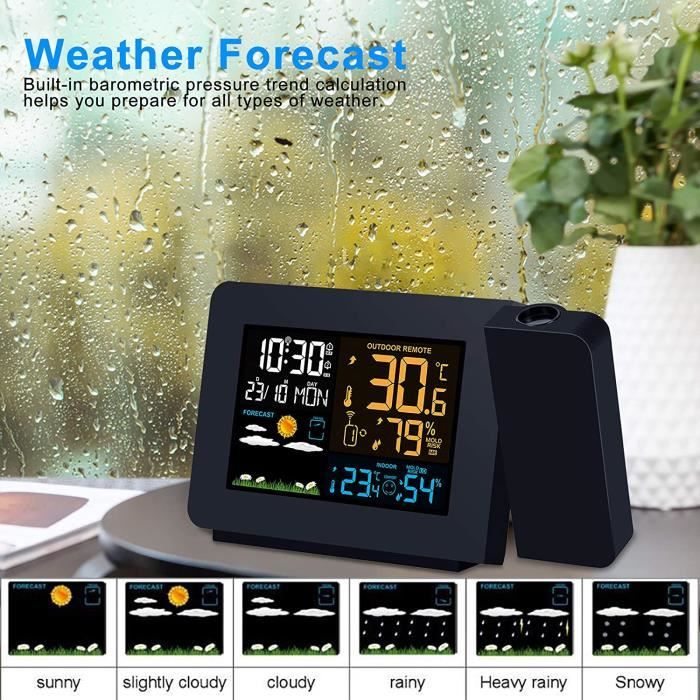 Weather Forecast
Built-in barometric pressure trend calculation
helps you prepare for all types of weather.
10:30
OUTDOOR REMOTE
30.6 °C
D M DAY
23/10 MON
FORECAST
79%
MOLD
RISK
INDOOR
23.4 °C
54%
FORECAST
FORECAST
FORECAST
FORECAST
FORECAST
FORECAST
sunny
slightly cloudy
cloudy
rainy
Heavy rainy
Snowy